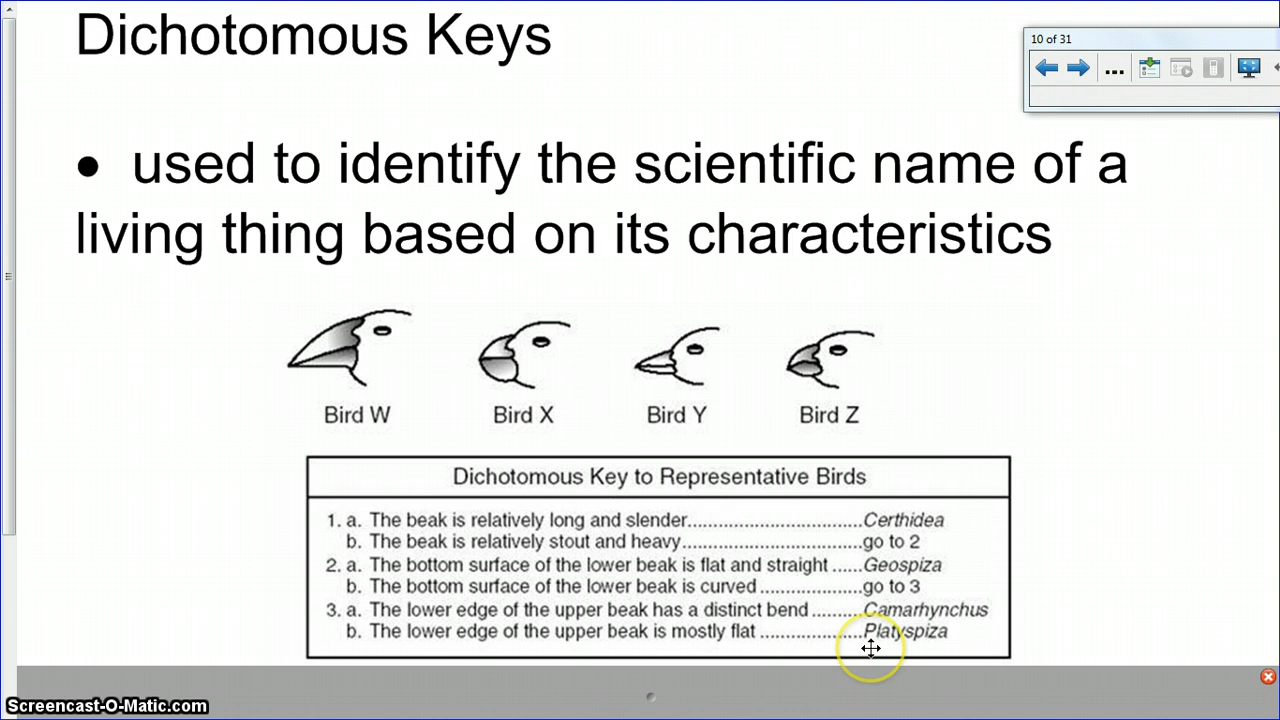 Dichotomous Keys
10 of 31
...
• used to identify the scientific name of a
living thing based on its characteristics
Bird W Bird X Bird Y Bird Z
Dichotomous Key to Representative Birds
1. a. The beak is relatively long and slender..................................Certhidea
b. The beak is relatively stout and heavy...................................go to 2
2. a. The bottom surface of the lower beak is flat and straight ......Geospiza
b. The bottom surface of the lower beak is curved ....................go to 3
3. a. The lower edge of the upper beak has a distinct bend ..........Camarhynchus
b. The lower edge of the upper beak is mostly flat ....................Platyspiza
Screencast-O-Matic.com